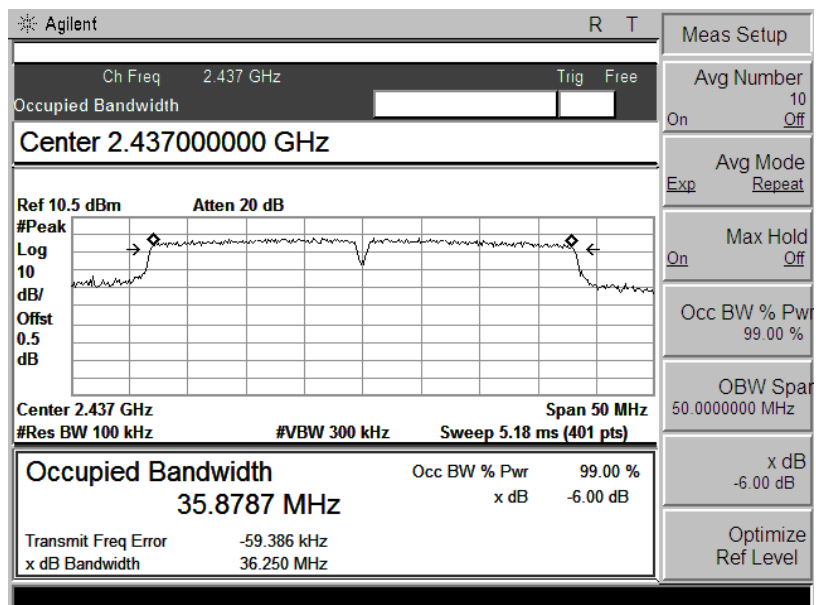 Agilent R T
Ch Freq 2.437 GHz Trig Free
Occupied Bandwidth
Center 2.437000000 GHz
Ref 10.5 dBm Atten 20 dB
#Peak
Log
10
dB/
Offst
0.5
dB
Center 2.437 GHz Span 50 MHz
#Res BW 100 kHz #VBW 300 kHz Sweep 5.18 ms (401 pts)
Occupied Bandwidth Occ BW % Pwr 99.00 %
35.8787 MHz x dB -6.00 dB
Transmit Freq Error -59.386 kHz
x dB Bandwidth 36.250 MHz
Meas Setup
Avg Number
10
On Off
Avg Mode
Exp Repeat
Max Hold
On Off
Occ BW % Pwr
99.00 %
OBW Span
50.0000000 MHz
x dB
-6.00 dB
Optimize
Ref Level